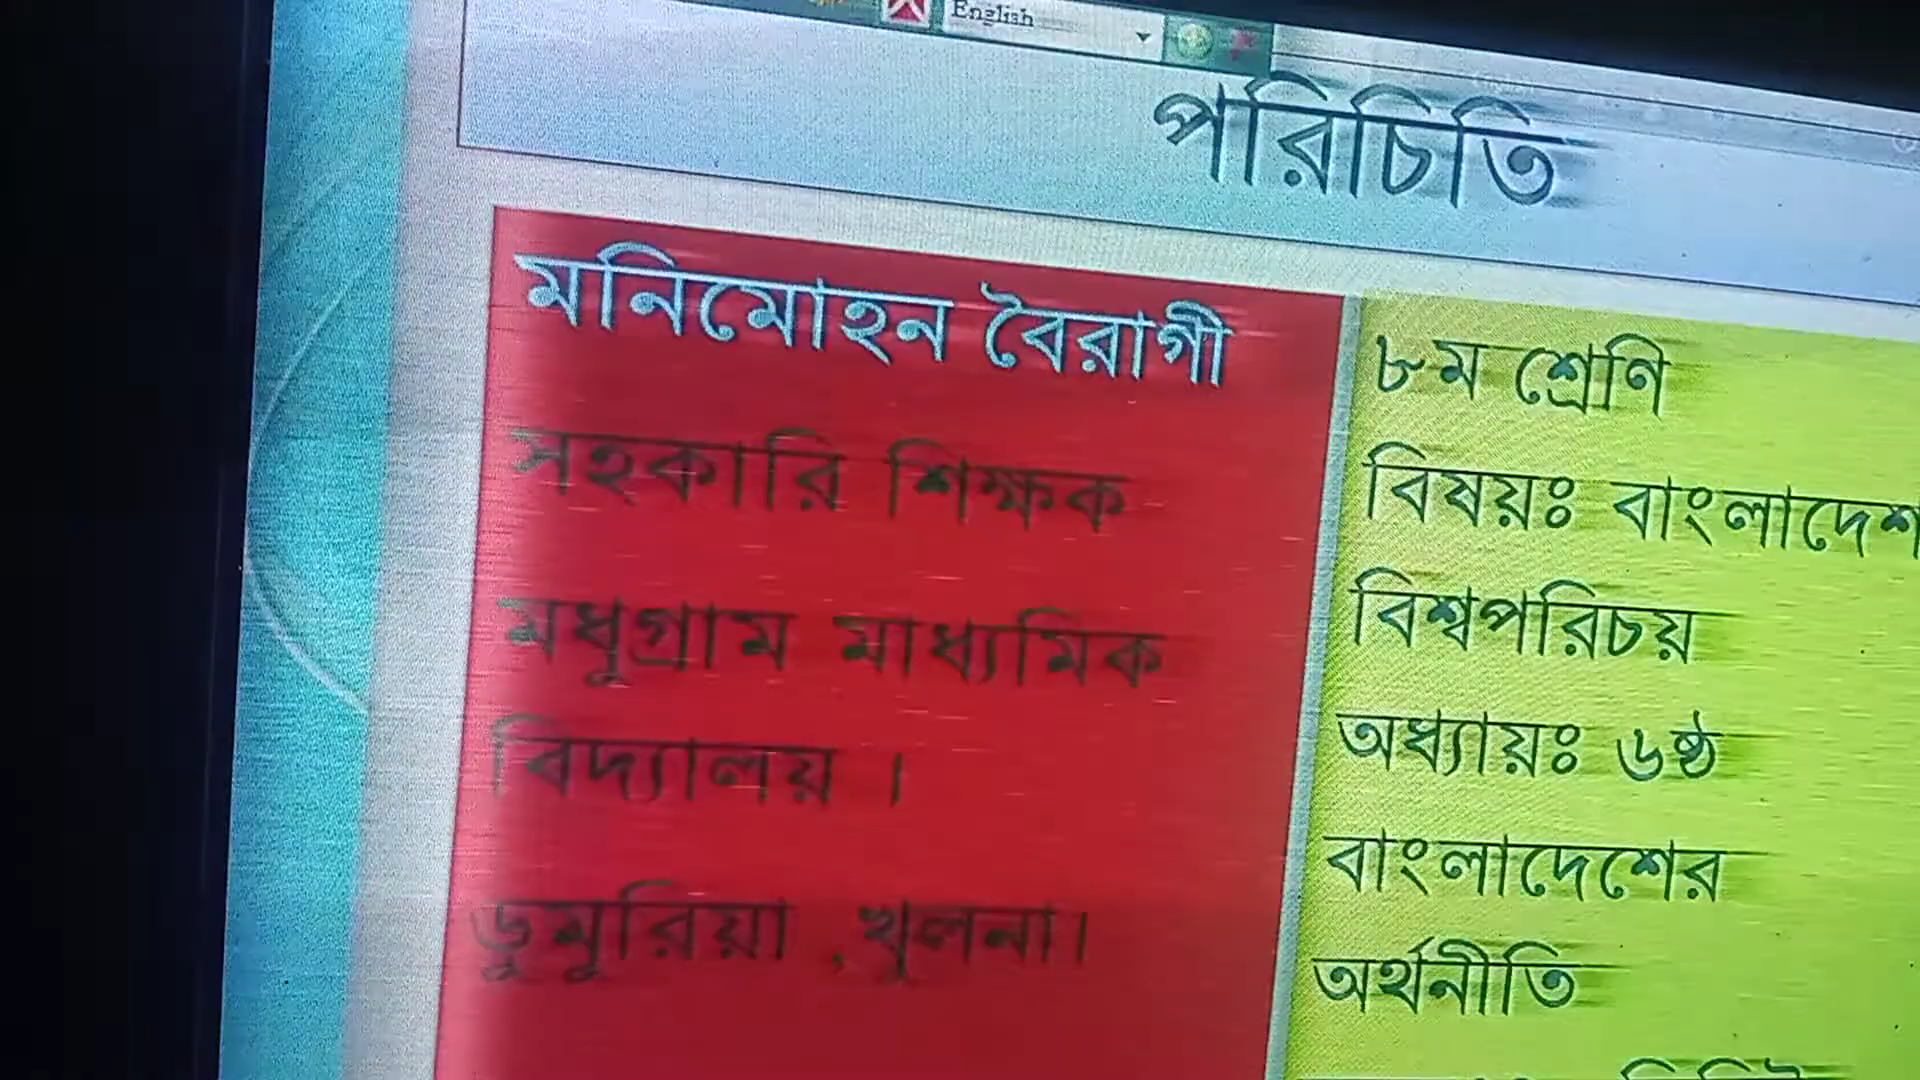 English
পরিচিতি
মনিমোহন বৈরাগী
সহকারি শিক্ষক
মধুগ্রাম মাধ্যমিক
বিদ্যালয় ।
ডুমুরিয়া ,খুলনা।
৮ম শ্রেণি
বিষয়ঃ বাংলাদেশ
বিশ্বপরিচয়
অধ্যায়ঃ ৬ষ্ঠ
বাংলাদেশের
অর্থনীতি